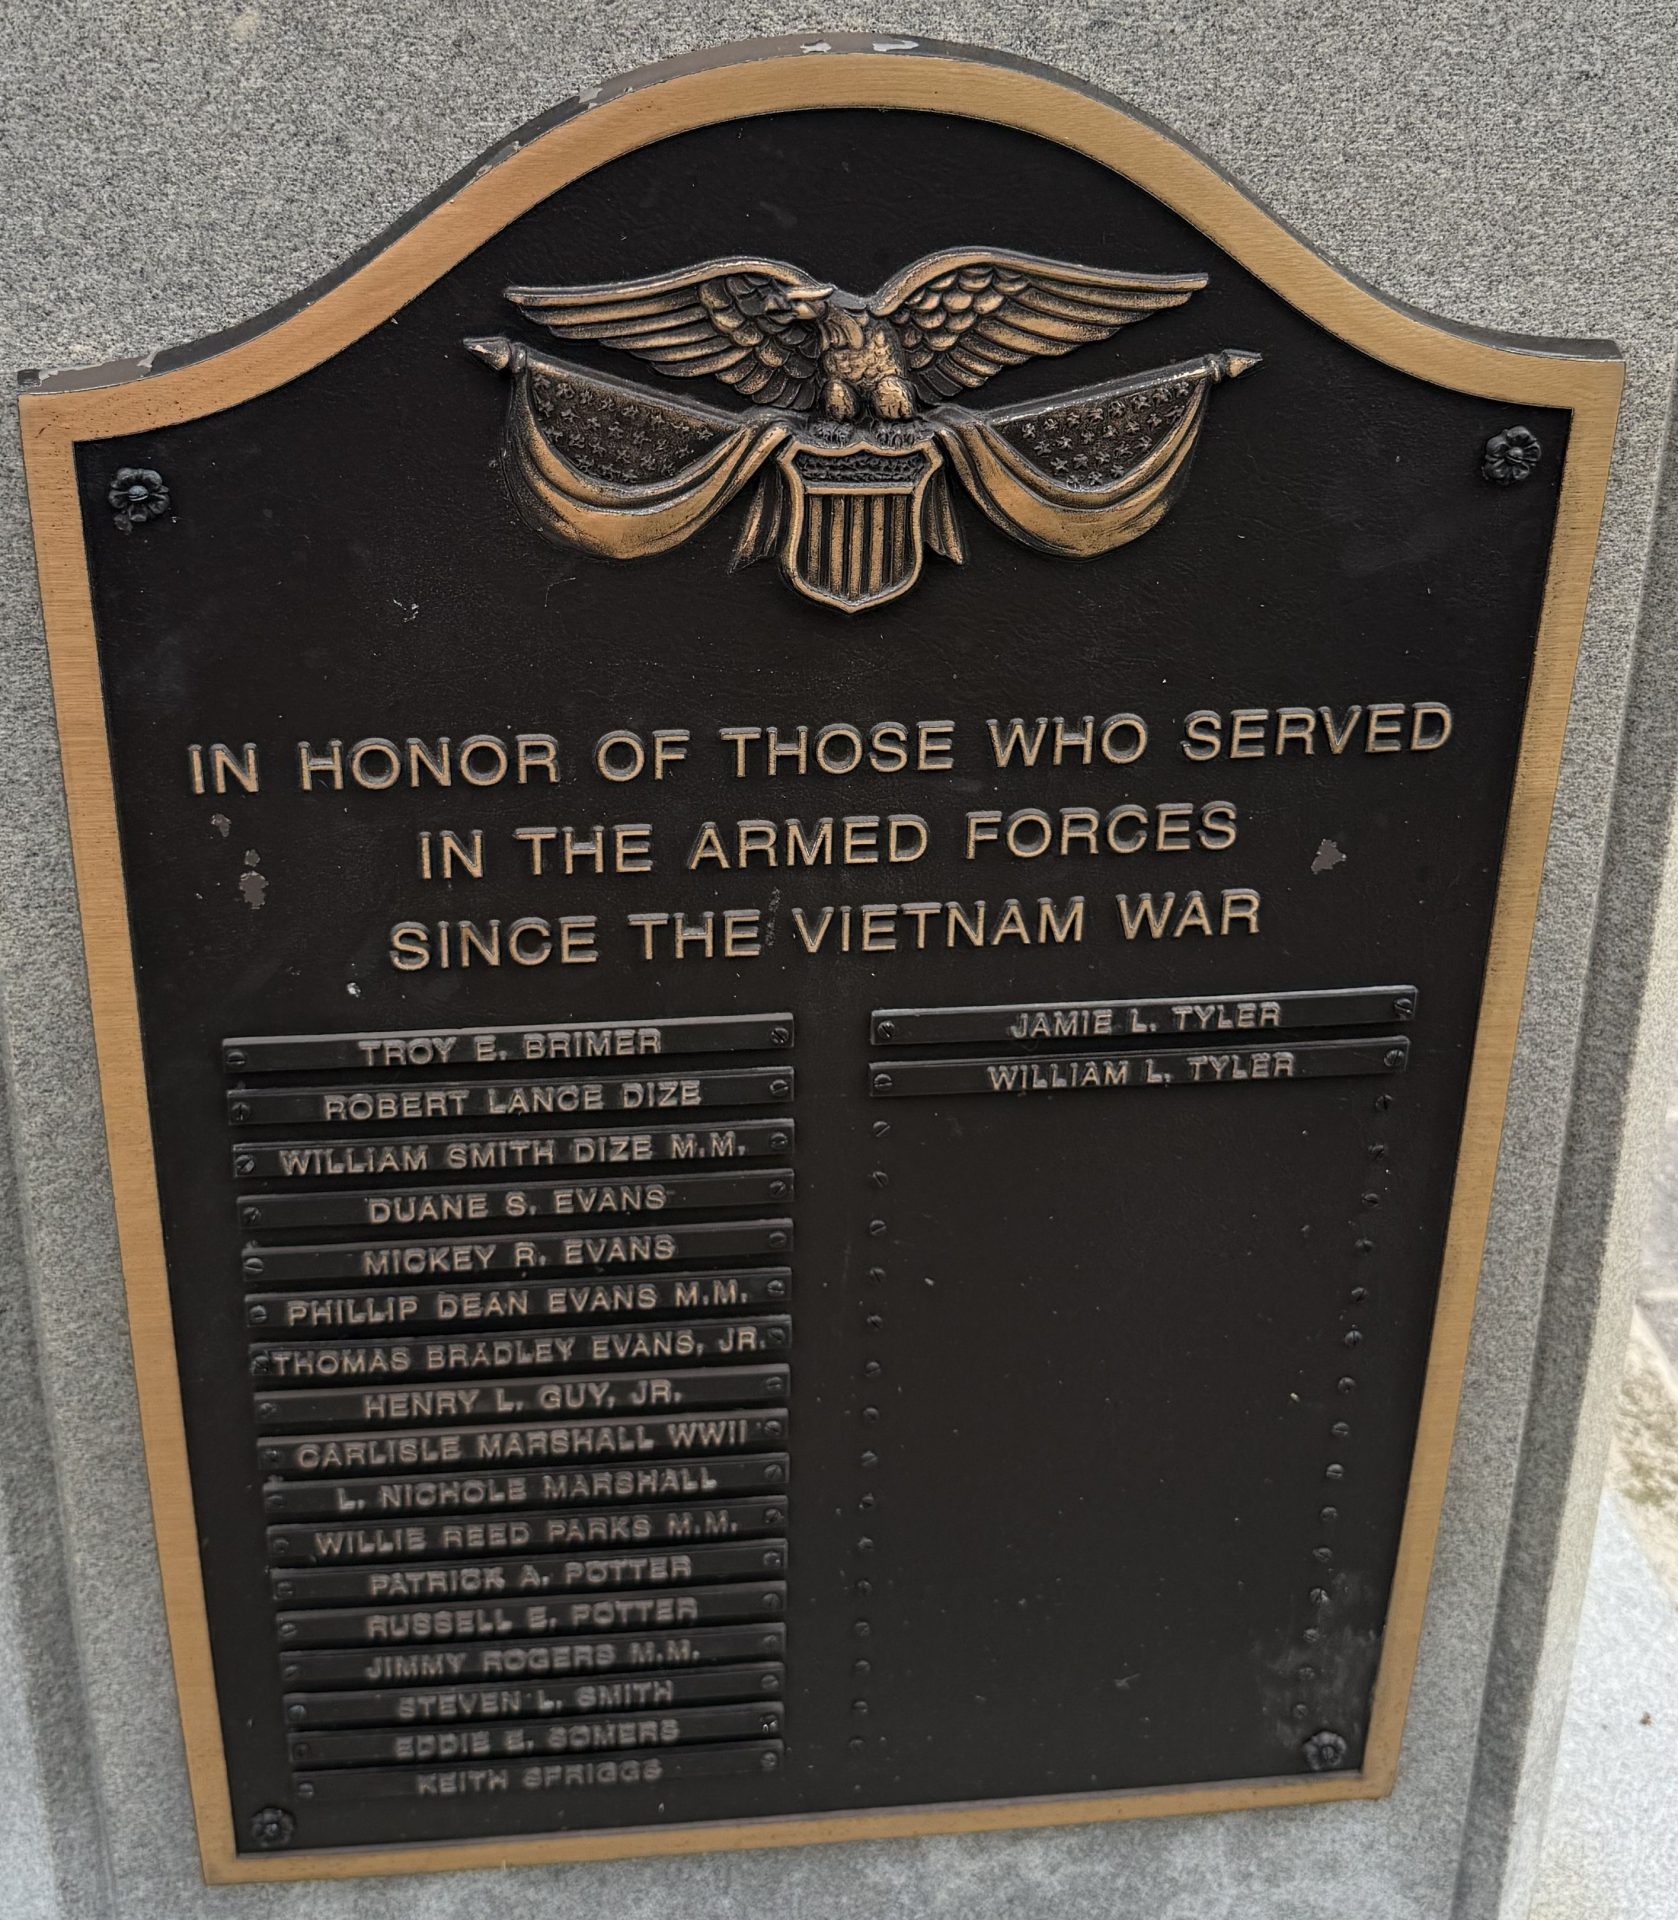 IN HONOR OF THOSE WHO SERVED
IN THE ARMED FORCES
SINCE THE VIETNAM WAR
TROY E. BRIMER
ROBERT LANCE DIZE
WILLIAM SMITH DIZE M.M.
DUANE S. EVANS
MICKEY R. EVANS
PHILLIP DEAN EVANS M.M.
THOMAS BRADLEY EVANS, JR.
HENRY L. GUY, JR.
CARLISLE MARSHALL WWII
L. NICHOLE MARSHALL
WILLIE REED PARKS M.M.
PATRICK A. POTTER
RUSSELL E. POTTER
JIMMY ROGERS M.M.
STEVEN L. SMITH
EDDIE E. SOMERS
KEITH SPRIGGS
JAMIE L. TYLER
WILLIAM L. TYLER